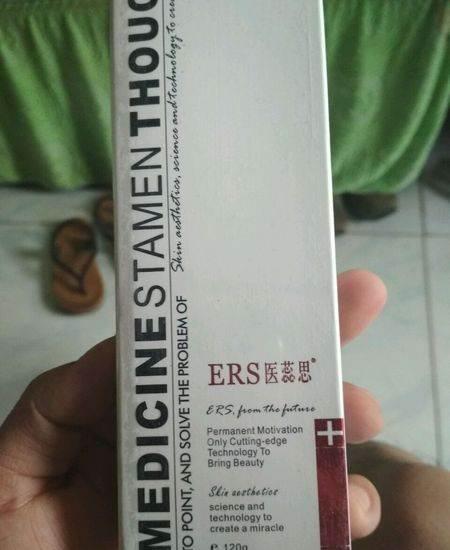 MEDICINE STAMEN THOUG
Skin aesthetics, science and technology to cre
TO POINT, AND SOLVE THE PROBLEM OF
ERS医蕊思®
ERS, from the future
Permanent Motivation
Only Cutting-edge
Technology To
Bring Beauty
Skin aesthetics
science and
technology to
create a miracle
℮ 120g